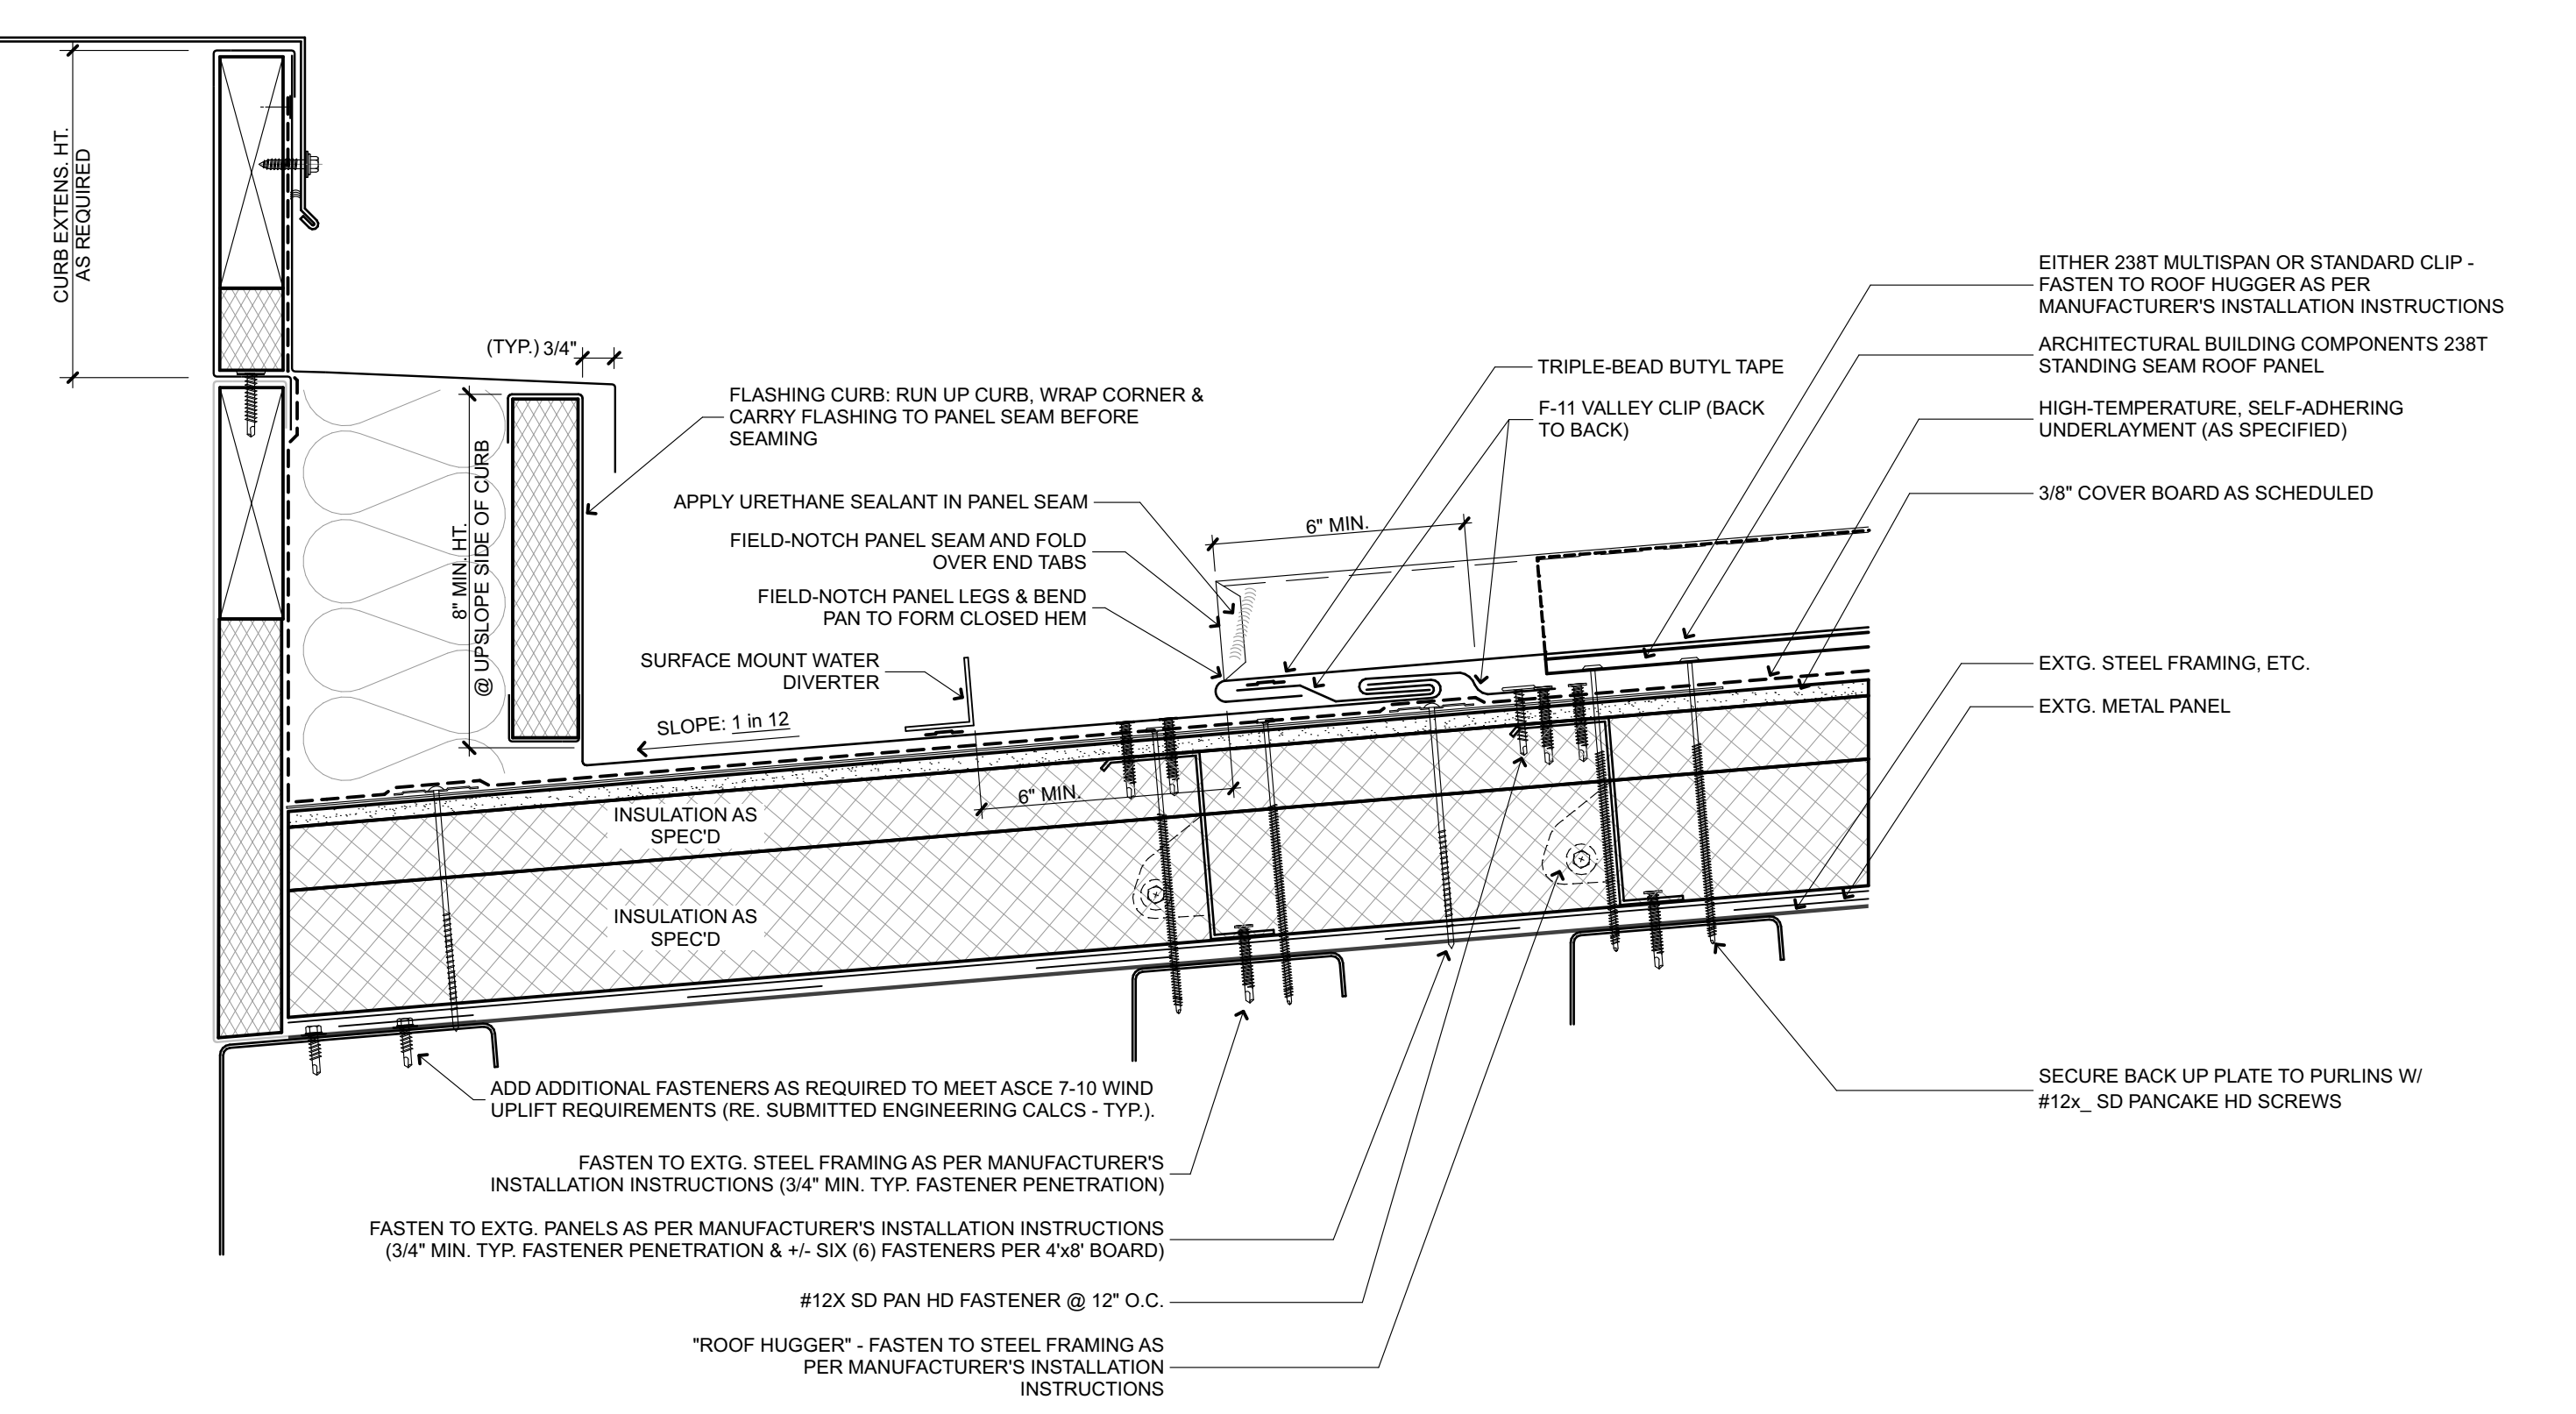 CURB EXTENS. HT.
AS REQUIRED
(TYP.) 3/4"
8" MIN. HT.
@ UPSLOPE SIDE OF CURB
FLASHING CURB: RUN UP CURB, WRAP CORNER &
CARRY FLASHING TO PANEL SEAM BEFORE
SEAMING
APPLY URETHANE SEALANT IN PANEL SEAM
FIELD-NOTCH PANEL SEAM AND FOLD
OVER END TABS
FIELD-NOTCH PANEL LEGS & BEND
PAN TO FORM CLOSED HEM
SURFACE MOUNT WATER
DIVERTER
SLOPE: 1 in 12
TRIPLE-BEAD BUTYL TAPE
F-11 VALLEY CLIP (BACK
TO BACK)
6" MIN.
6" MIN.
INSULATION AS
SPEC'D
INSULATION AS
SPEC'D
EITHER 238T MULTISPAN OR STANDARD CLIP -
FASTEN TO ROOF HUGGER AS PER
MANUFACTURER'S INSTALLATION INSTRUCTIONS
ARCHITECTURAL BUILDING COMPONENTS 238T
STANDING SEAM ROOF PANEL
HIGH-TEMPERATURE, SELF-ADHERING
UNDERLAYMENT (AS SPECIFIED)
3/8" COVER BOARD AS SCHEDULED
EXTG. STEEL FRAMING, ETC.
EXTG. METAL PANEL
SECURE BACK UP PLATE TO PURLINS W/
#12x_ SD PANCAKE HD SCREWS
ADD ADDITIONAL FASTENERS AS REQUIRED TO MEET ASCE 7-10 WIND
UPLIFT REQUIREMENTS (RE. SUBMITTED ENGINEERING CALCS - TYP.).
FASTEN TO EXTG. STEEL FRAMING AS PER MANUFACTURER'S
INSTALLATION INSTRUCTIONS (3/4" MIN. TYP. FASTENER PENETRATION)
FASTEN TO EXTG. PANELS AS PER MANUFACTURER'S INSTALLATION INSTRUCTIONS
(3/4" MIN. TYP. FASTENER PENETRATION & +/- SIX (6) FASTENERS PER 4'x8' BOARD)
#12X SD PAN HD FASTENER @ 12" O.C.
"ROOF HUGGER" - FASTEN TO STEEL FRAMING AS
PER MANUFACTURER'S INSTALLATION
INSTRUCTIONS